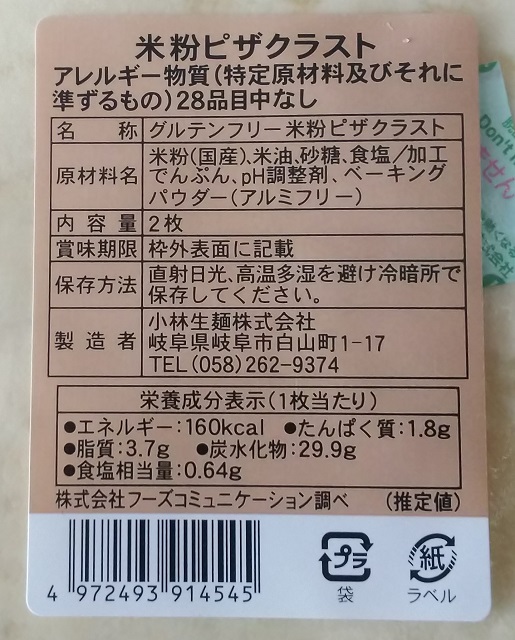 米粉ピザクラスト
アレルギー物質(特定原材料及びそれに
準ずるもの)28品目中なし
名称 グルテンフリー米粉ピザクラスト
原材料名 米粉(国産)、米油、砂糖、食塩/加工
でんぷん、pH調整剤、ベーキング
パウダー(アルミフリー)
内容量 2枚
賞味期限 枠外表面に記載
保存方法 直射日光、高温多湿を避け冷暗所で
保存してください。
製造者 小林生麺株式会社
岐阜県岐阜市白山町1-17
TEL(058)262-9374
栄養成分表示(1枚当たり)
●エネルギー:160kcal ●たんぱく質:1.8g
●脂質:3.7g ●炭水化物:29.9g
●食塩相当量:0.64g
株式会社フーズコミュニケーション調べ (推定値)
プラ
袋
紙
ラベル
4 972493 914545
Don't
せん